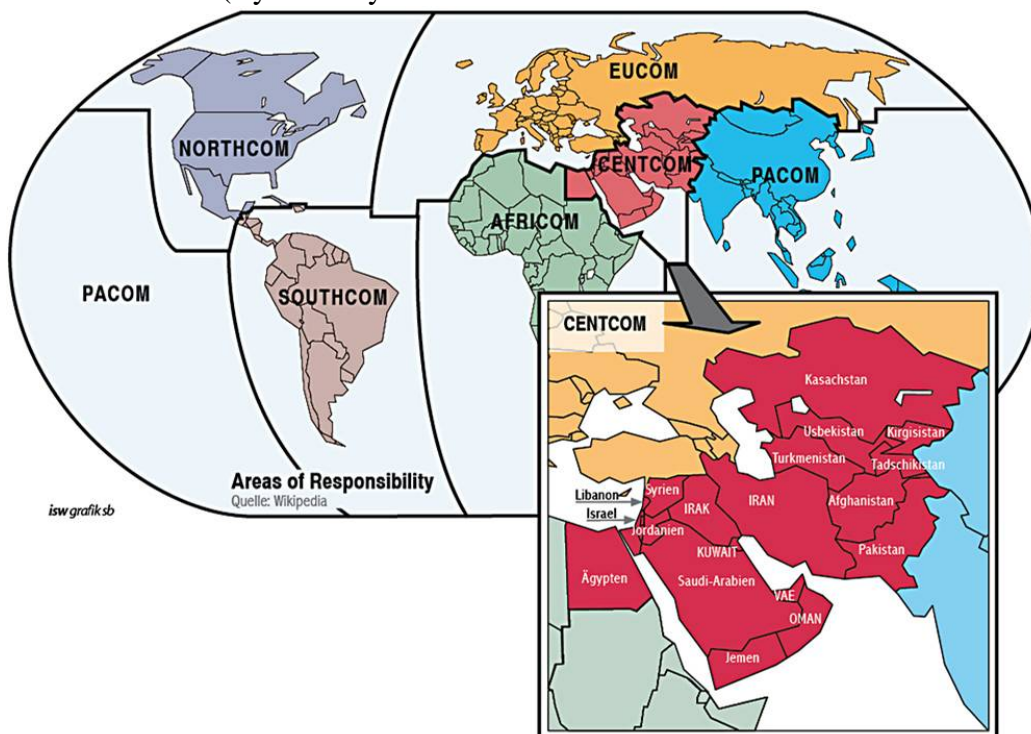 EUCOM
NORTHCOM
CENTCOM
PACOM
AFRICOM
PACOM
SOUTHCOM
Areas of Responsibility
Quelle: Wikipedia
isw grafik sb
CENTCOM
Kasachstan
Usbekistan
Kirgisistan
Turkmenistan
Tadschikistan
Syrien
Libanon
IRAK
IRAN
Afghanistan
Israel
Jordanien
KUWAIT
Pakistan
Ägypten
Saudi-Arabien
VAE
OMAN
Jemen